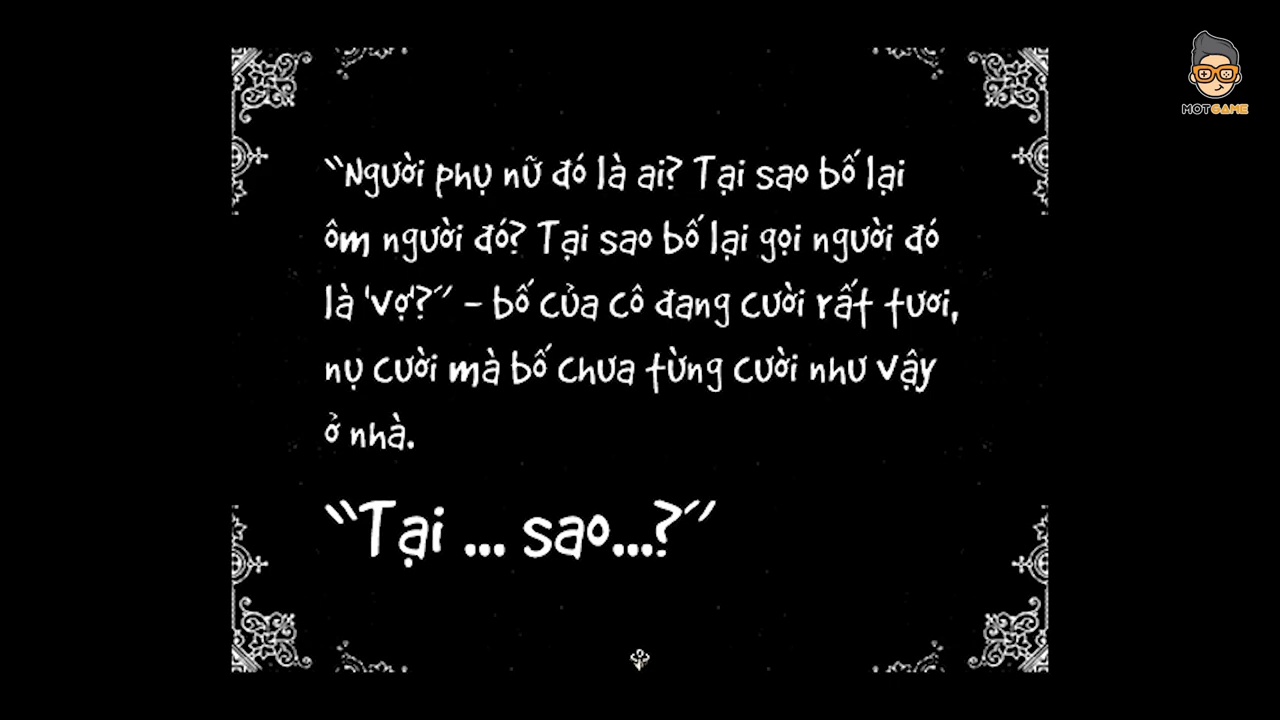 “Người phụ nữ đó là ai? Tại sao bố lại
ôm người đó? Tại sao bố lại gọi người đó
là 'vợ'?” - bố của cô đang cười rất tươi,
nụ cười mà bố chưa từng cười như vậy
ở nhà.
“Tại ... sao...?”
MOTGAME